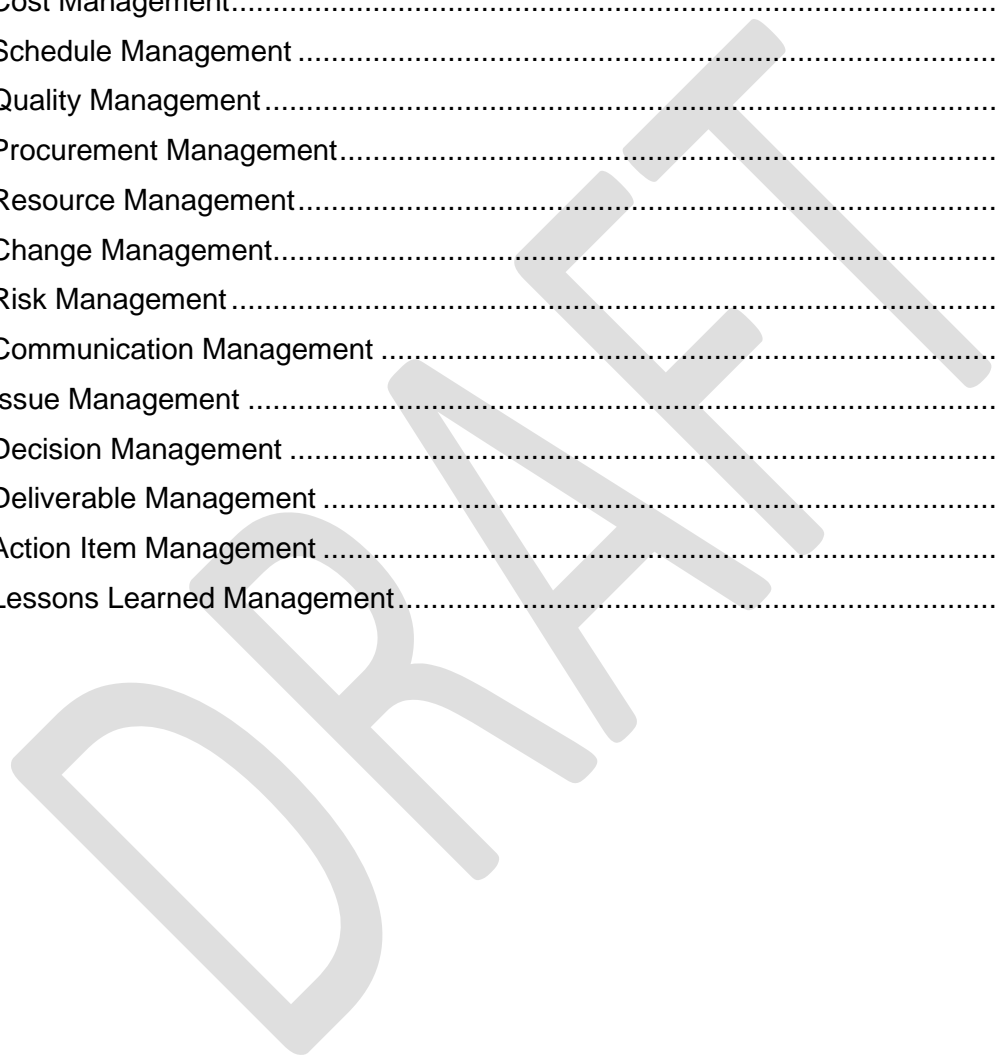 Cost Management..........................................................................................
Schedule Management ..................................................................................
Quality Management......................................................................................
Procurement Management.............................................................................
Resource Management..................................................................................
Change Management.....................................................................................
Risk Management ..........................................................................................
Communication Management ........................................................................
Issue Management ........................................................................................
Decision Management ...................................................................................
Deliverable Management ...............................................................................
Action Item Management ...............................................................................
Lessons Learned Management......................................................................
DRAFT